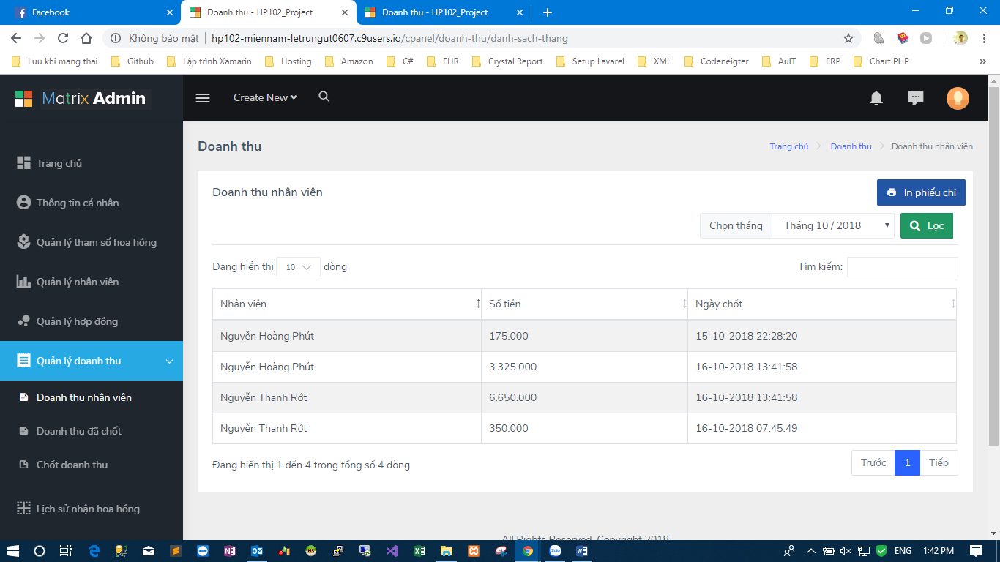 Facebook
Doanh thu - HP102_Project
Doanh thu - HP102_Project
Không bảo mật | hp102-miennam-letrungut0607.c9users.io/cpanel/doanh-thu/danh-sach-thang
Lưu khi mang thai Github Lập trình Xamarin Hosting Amazon C# EHR Crystal Report Setup Lavarel XML Codeneigter AuIT ERP Chart PHP »
Matrix Admin
Create New
Trang chủ
Thông tin cá nhân
Quản lý tham số hoa hồng
Quản lý nhân viên
Quản lý hợp đồng
Quản lý doanh thu
Doanh thu nhân viên
Doanh thu đã chốt
Chốt doanh thu
Lịch sử nhận hoa hồng
Doanh thu
Trang chủ > Doanh thu > Doanh thu nhân viên
Doanh thu nhân viên
In phiếu chi
Chọn tháng Tháng 10 / 2018 Lọc
Đang hiển thị 10 dòng
Tìm kiếm:
Nhân viên Số tiền Ngày chốt
Nguyễn Hoàng Phút 175.000 15-10-2018 22:28:20
Nguyễn Hoàng Phút 3.325.000 16-10-2018 13:41:58
Nguyễn Thanh Rớt 6.650.000 16-10-2018 13:41:58
Nguyễn Thanh Rớt 350.000 16-10-2018 07:45:49
Đang hiển thị 1 đến 4 trong tổng số 4 dòng
Trước 1 Tiếp
All Rights Reserved. Copyright 2018
ENG 1:42 PM